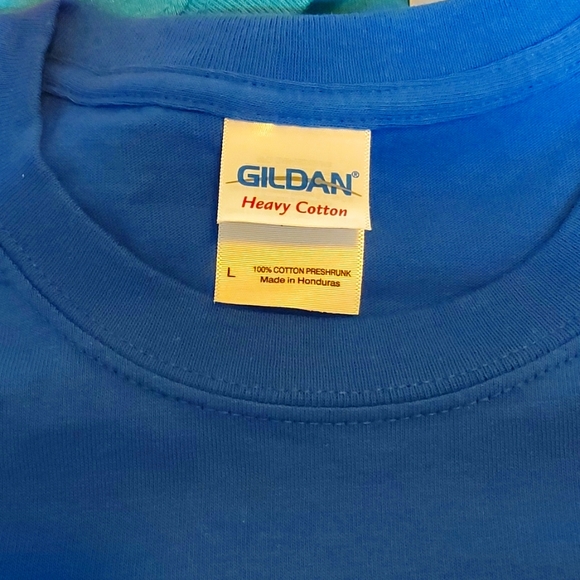 GILDAN®
Heavy Cotton
L 100% COTTON PRESHRUNK
Made in Honduras